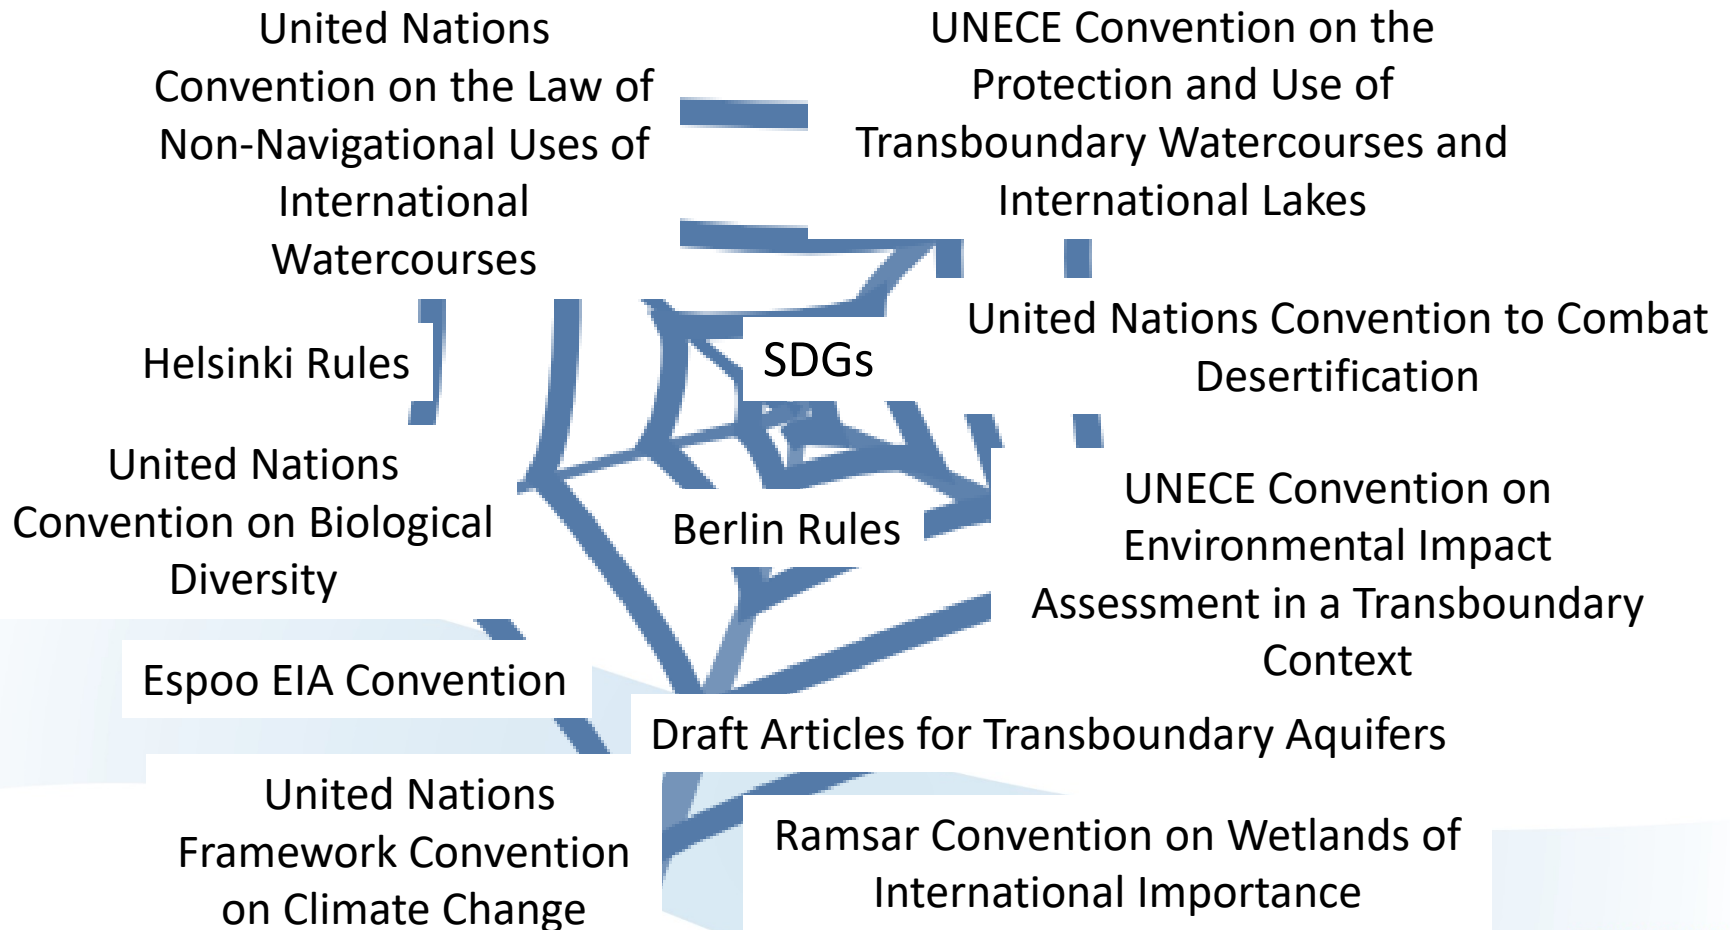 United Nations
Convention on the Law of
Non-Navigational Uses of
International
Watercourses
UNECE Convention on the
Protection and Use of
Transboundary Watercourses and
International Lakes
Helsinki Rules
SDGs
United Nations Convention to Combat
Desertification
United Nations
Convention on Biological
Diversity
Berlin Rules
UNECE Convention on
Environmental Impact
Assessment in a Transboundary
Context
Espoo EIA Convention
Draft Articles for Transboundary Aquifers
United Nations
Framework Convention
on Climate Change
Ramsar Convention on Wetlands of
International Importance